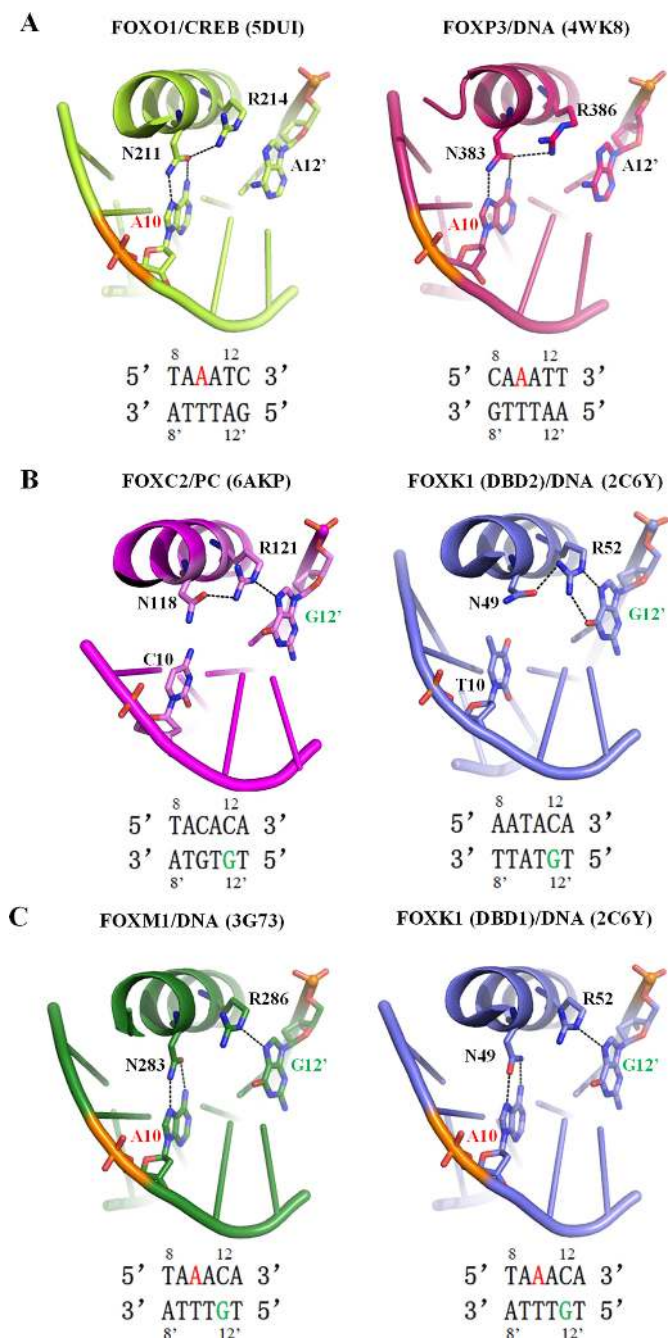 A
FOXO1/CREB (5DUI) FOXP3/DNA (4WK8)
R214 R386
N211 N383
A12' A12'
A10 A10
8 12 8 12
5' TAAATC 3' 5' CAAATT 3'
3' ATTTAG 5' 3' GTTTAA 5'
8' 12' 8' 12'
B
FOXC2/PC (6AKP) FOXK1 (DBD2)/DNA (2C6Y)
R121 R52
N118 N49
G12' G12'
C10 T10
8 12 8 12
5' TACACA 3' 5' AATACA 3'
3' ATGTGT 5' 3' TTATGT 5'
8' 12' 8' 12'
C
FOXM1/DNA (3G73) FOXK1 (DBD1)/DNA (2C6Y)
R286 R52
N283 N49
G12' G12'
A10 A10
8 12 8 12
5' TAAACA 3' 5' TAAACA 3'
3' ATTTGT 5' 3' ATTTGT 5'
8' 12' 8' 12'